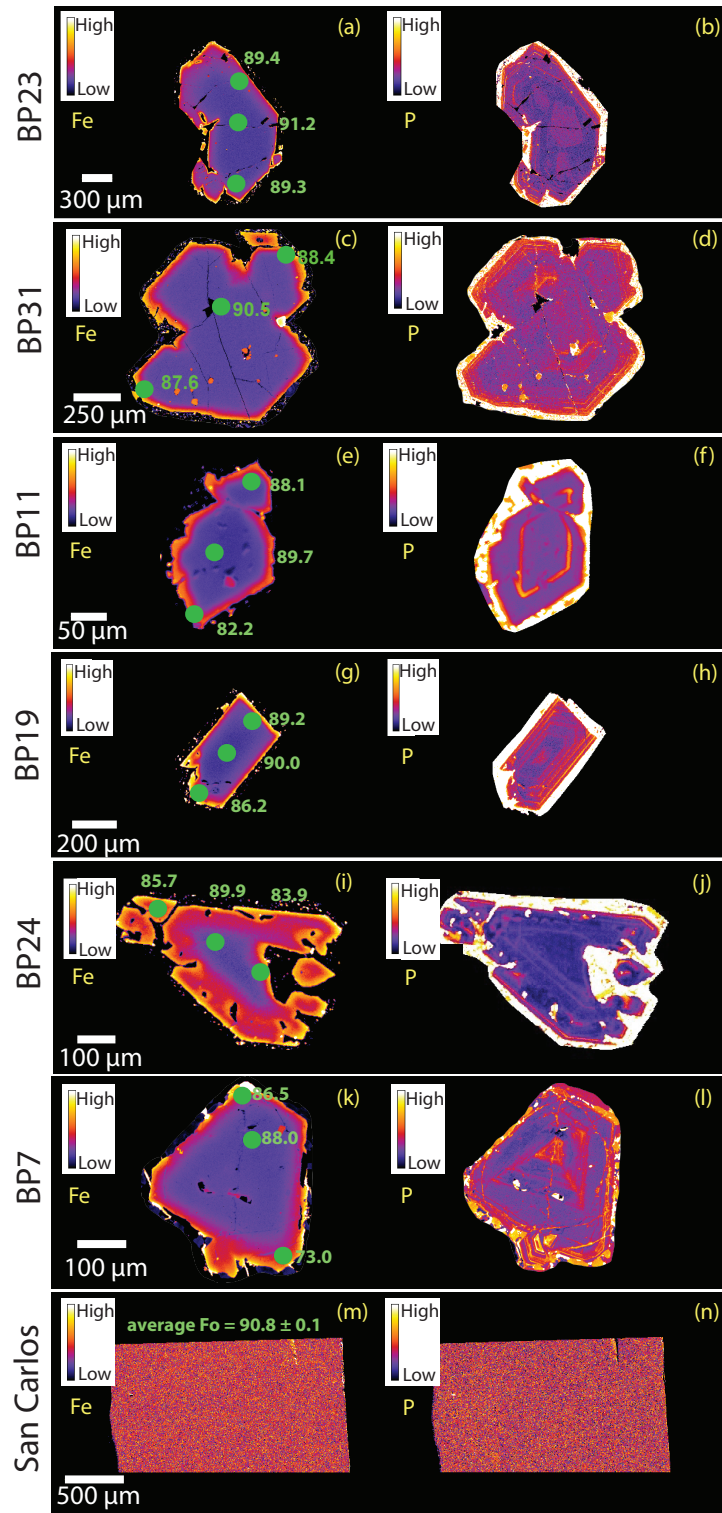 BP23
High
Low
Fe
300 µm
(a)
89.4
91.2
89.3
High
Low
P
(b)
BP31
High
Low
Fe
250 µm
(c)
88.4
90.5
87.6
High
Low
P
(d)
BP11
High
Low
Fe
50 µm
(e)
88.1
89.7
82.2
High
Low
P
(f)
BP19
High
Low
Fe
200 µm
(g)
89.2
90.0
86.2
High
Low
P
(h)
BP24
High
Low
Fe
100 µm
(i)
85.7
89.9
83.9
High
Low
P
(j)
BP7
High
Low
Fe
100 µm
(k)
86.5
88.0
73.0
High
Low
P
(l)
San Carlos
High
Low
Fe
500 µm
(m)
average Fo = 90.8 ± 0.1
High
Low
P
(n)